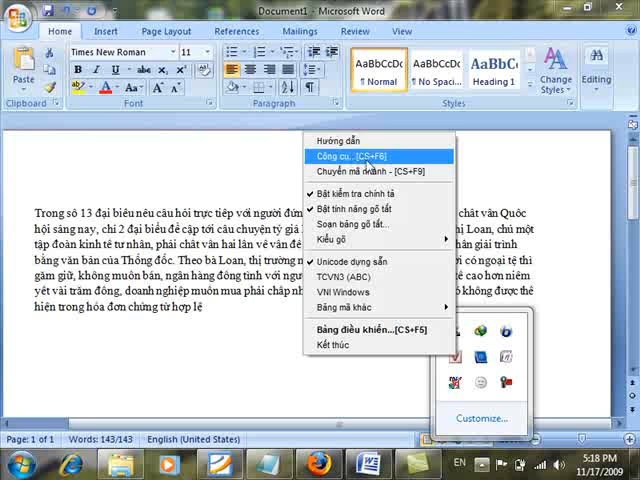 Document1 - Microsoft Word
Home
Insert
Page Layout
References
Mailings
Review
View
Paste
Clipboard
Times New Roman
11
B I U abc x₂ x²
Font
Paragraph
AaBbCcDc
¶ Normal
AaBbCcDc
¶ No Spaci...
AaBbCc
Heading 1
Change Styles
Styles
Editing
Trong số 13 đại biểu nêu câu hỏi trực tiếp với người đứn
chất vấn Quốc
hội sáng nay, chỉ 2 đại biểu đề cập tới câu chuyện tỷ giá
Loan, chủ một
tập đoàn kinh tế tư nhân, phải chất vấn hai lần về vấn đề
hần giải trình
bằng văn bản của Thống đốc. Theo bà Loan, thị trường n
có ngoại tệ thì
găm giữ, không muốn bán, ngân hàng đồng tình với ngườ
kê cao hơn niêm
yết vài trăm đồng, doanh nghiệp muốn mua phải chấp nh
không được thể
hiện trong hóa đơn chứng từ hợp lệ
Hướng dẫn
Công cụ...[CS+F6]
Chuyển mã nhanh - [CS+F9]
Bật kiểm tra chính tả
Bật tính năng gõ tắt
Soạn bảng gõ tắt...
Kiểu gõ
Unicode dựng sẵn
TCVN3 (ABC)
VNI Windows
Bảng mã khác
Bảng điều khiển...[CS+F5]
Kết thúc
Customize...
Page: 1 of 1
Words: 143/143
English (United States)
EN
5:18 PM
11/17/2009